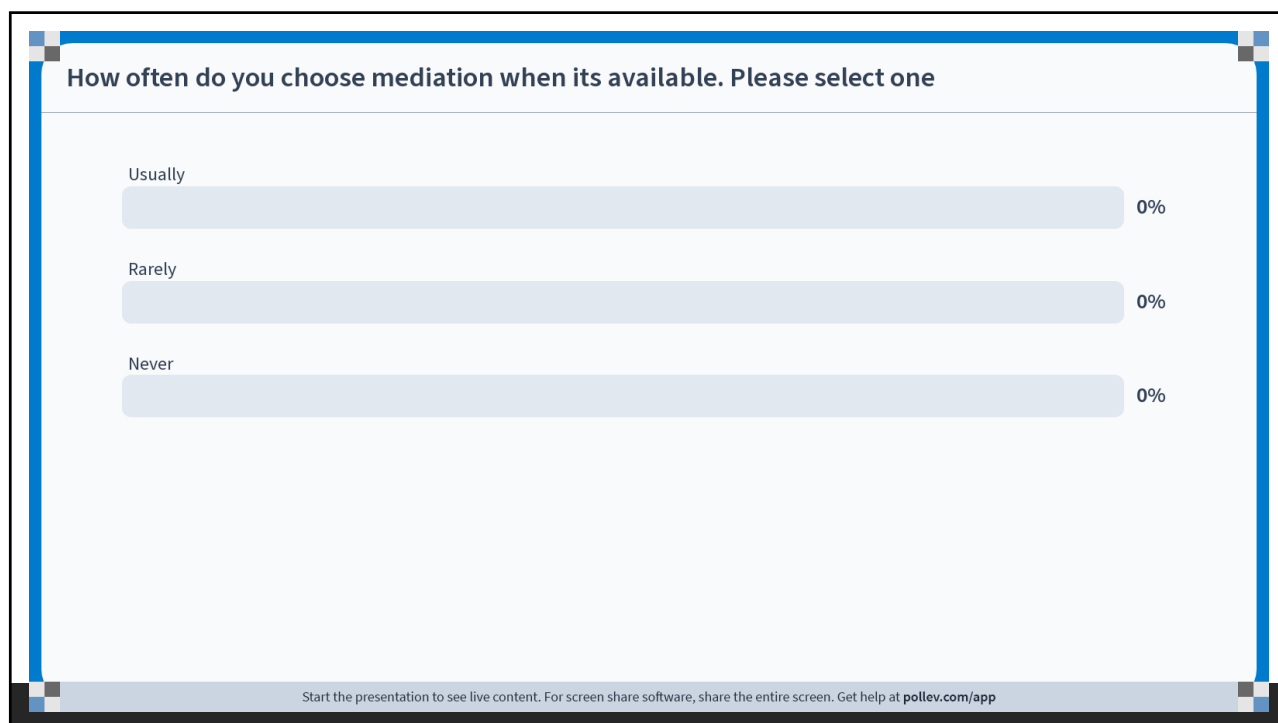 How often do you choose mediation when its available. Please select one
Usually
0%
Rarely
0%
Never
0%
Start the presentation to see live content. For screen share software, share the entire screen. Get help at pollev.com/app